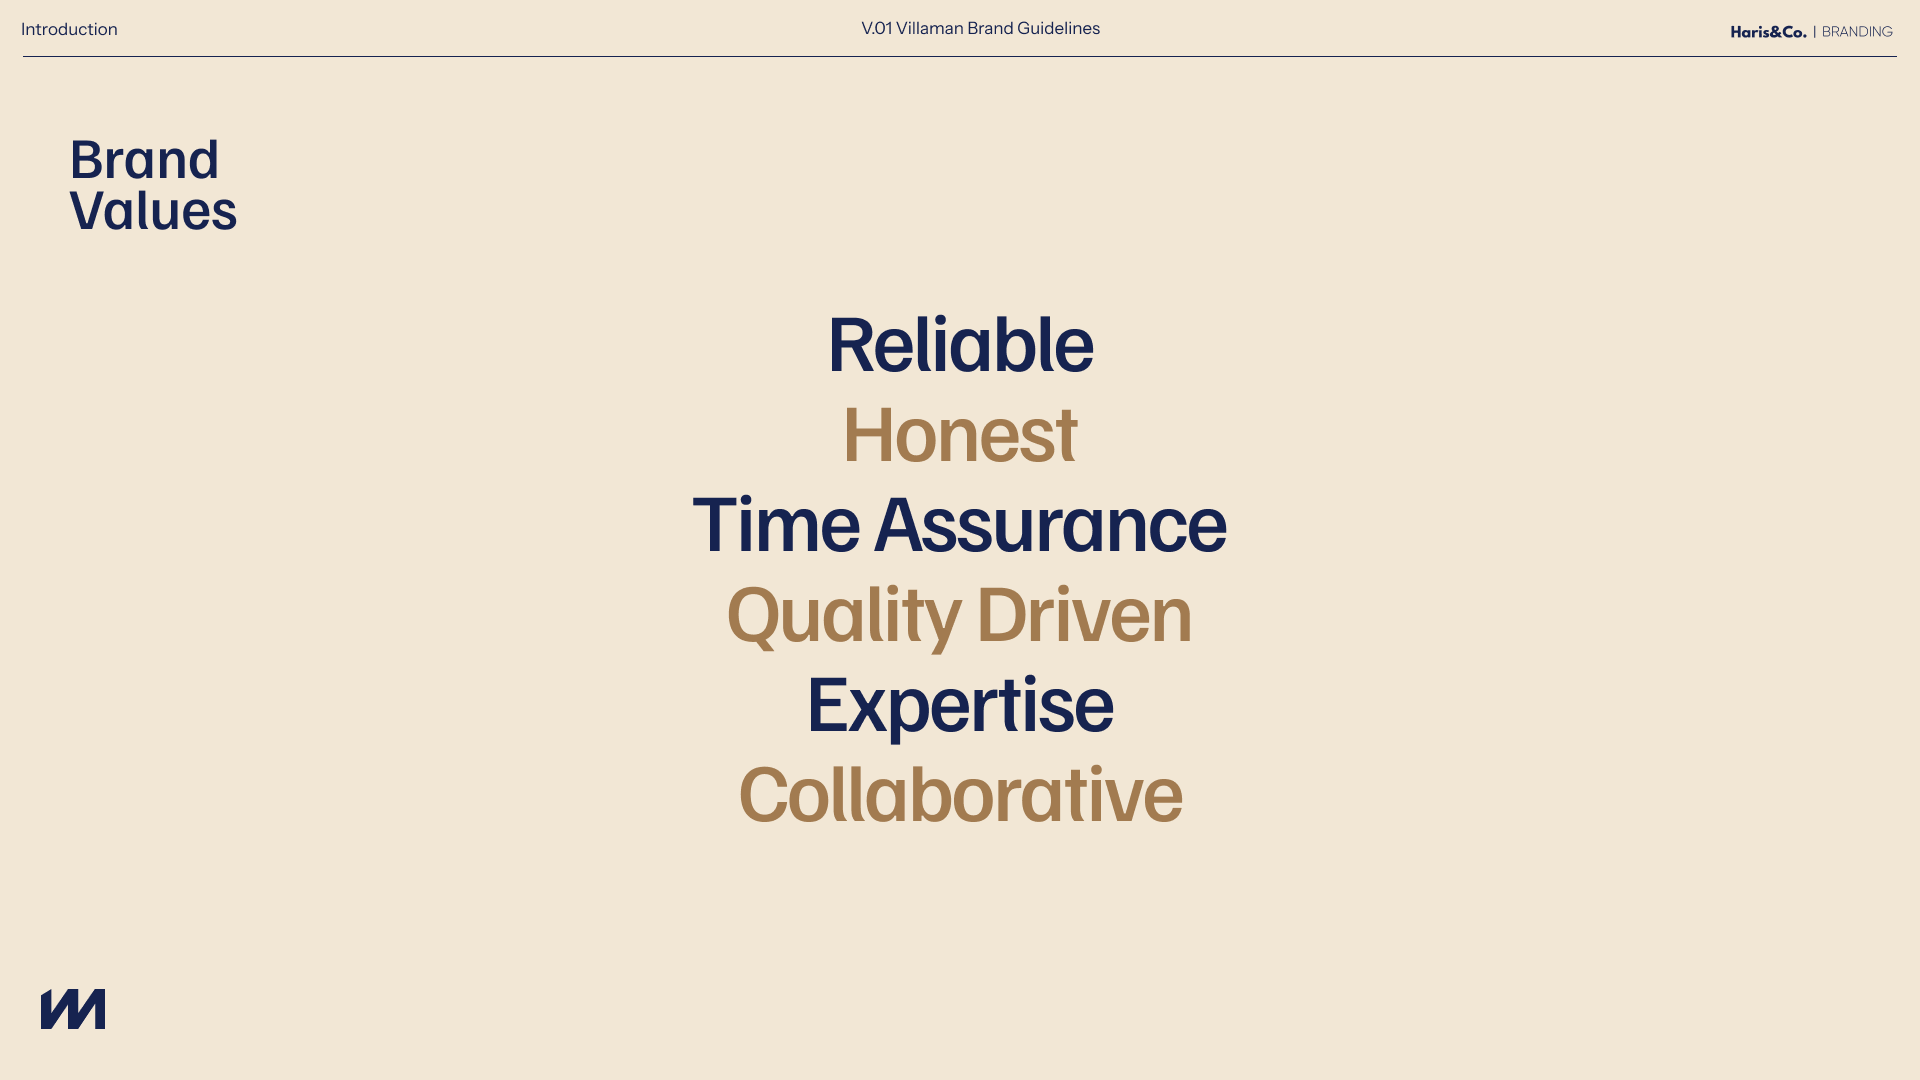 Introduction
V.01 Villaman Brand Guidelines
Haris&Co. | BRANDING
Brand
Values
Reliable
Honest
Time Assurance
Quality Driven
Expertise
Collaborative